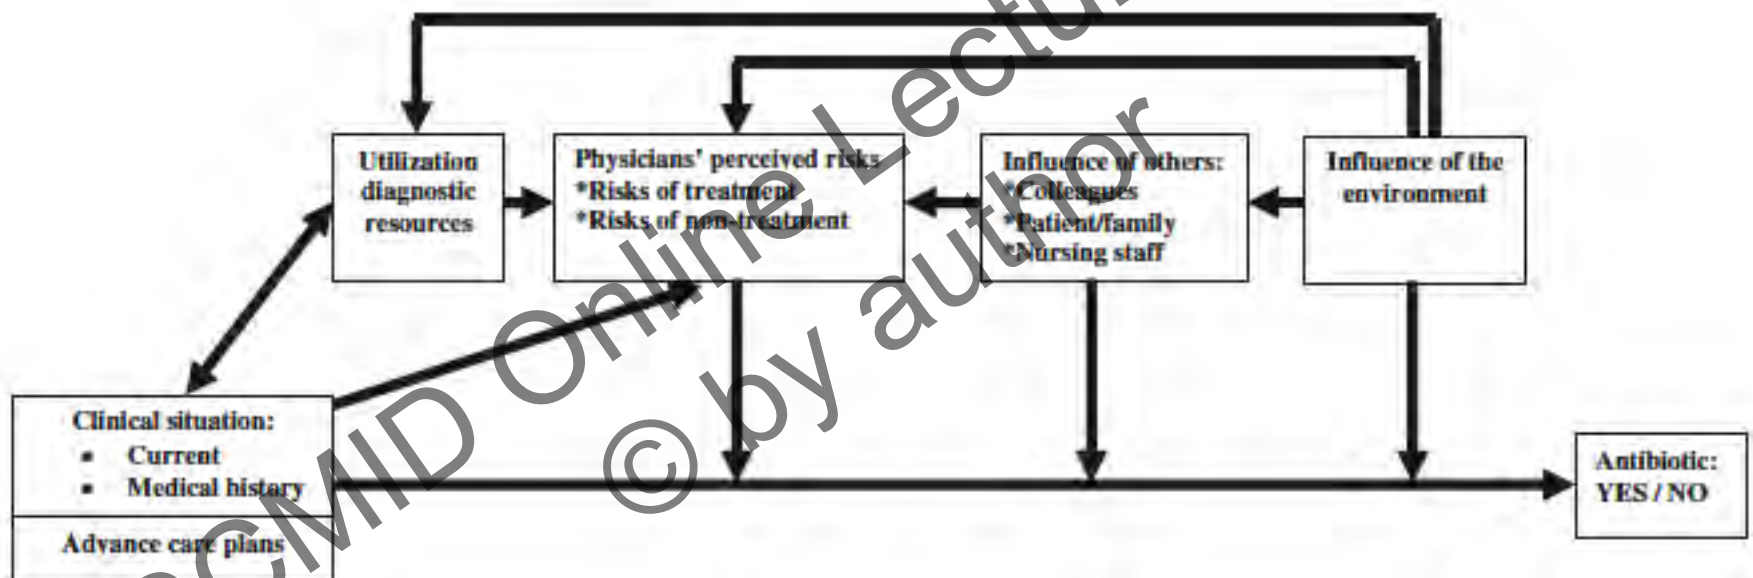 Utilization
diagnostic
resources
Physicians' perceived risks
*Risks of treatment
*Risks of non-treatment
Influence of others:
*Colleagues
*Patient/family
*Nursing staff
Influence of the
environment
Clinical situation:
▪ Current
▪ Medical history
Advance care plans
Antibiotic:
YES / NO
CMID Online Lectu
© by author